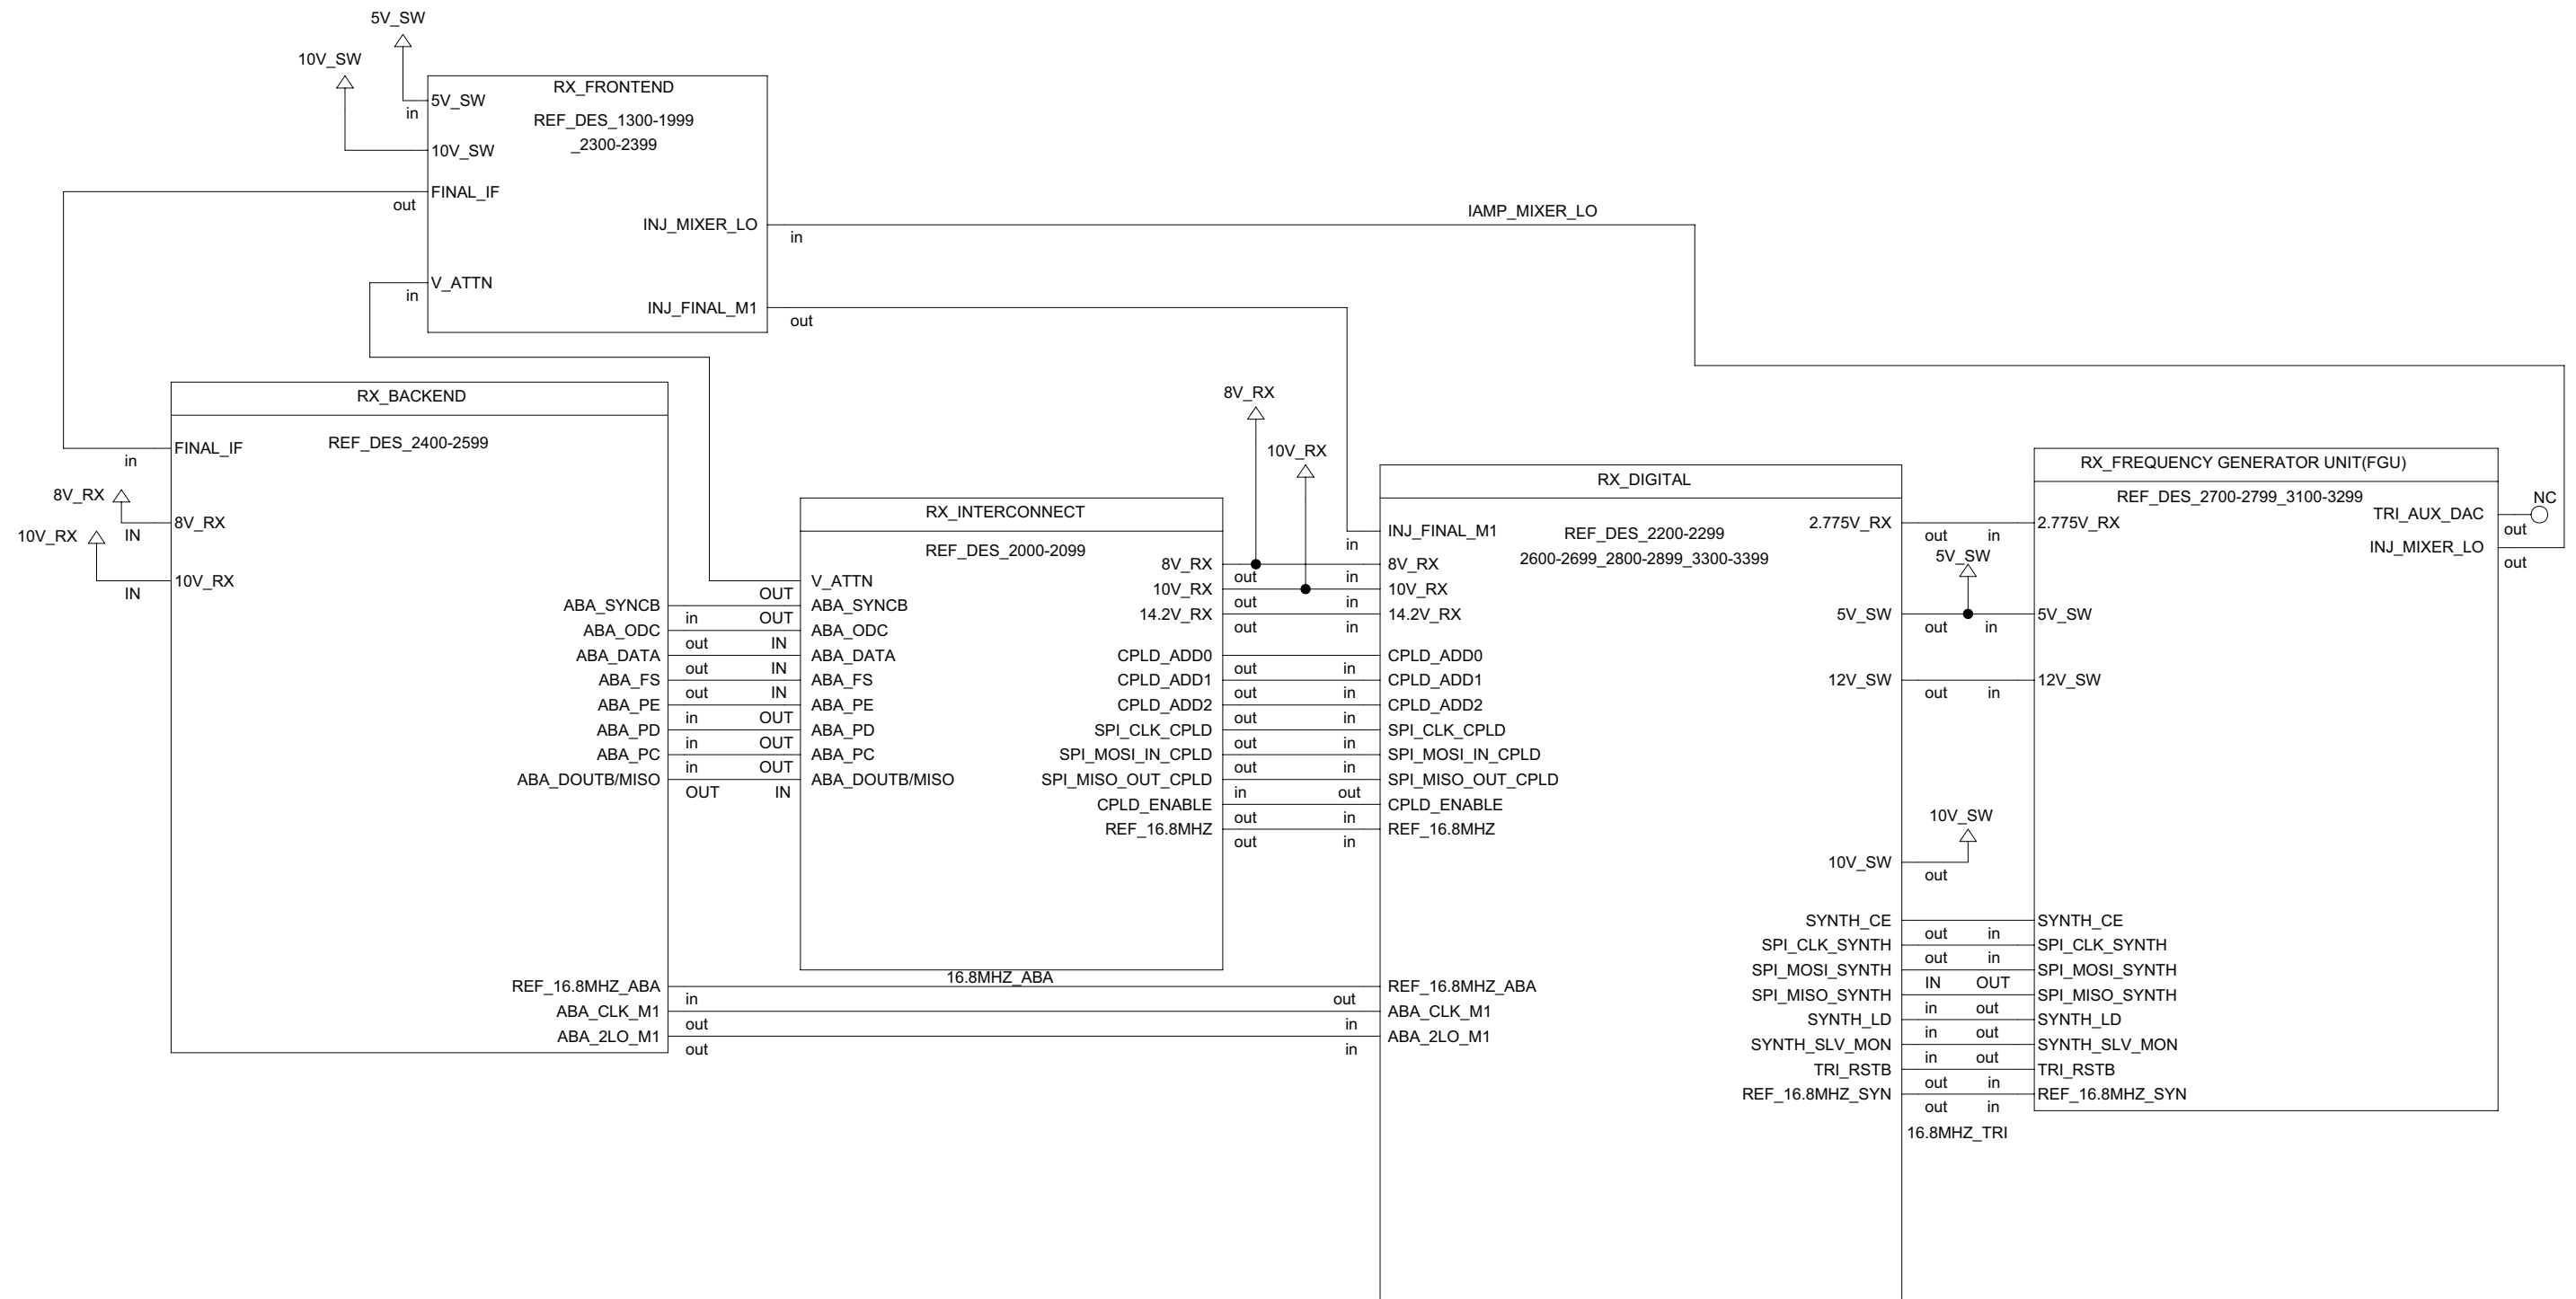 5V_SW
10V_SW
RX_FRONTEND
REF_DES_1300-1999
_2300-2399
5V_SW
in
10V_SW
FINAL_IF
out
INJ_MIXER_LO
in
IAMP_MIXER_LO
V_ATTN
in
INJ_FINAL_M1
out
RX_BACKEND
REF_DES_2400-2599
FINAL_IF
in
8V_RX
8V_RX
IN
10V_RX
10V_RX
IN
ABA_SYNCB
in
ABA_ODC
out
ABA_DATA
out
ABA_FS
out
ABA_PE
in
ABA_PD
in
ABA_PC
in
ABA_DOUTB/MISO
OUT
REF_16.8MHZ_ABA
in
ABA_CLK_M1
out
ABA_2LO_M1
out
RX_INTERCONNECT
REF_DES_2000-2099
V_ATTN
OUT
ABA_SYNCB
OUT
ABA_ODC
IN
ABA_DATA
IN
ABA_FS
IN
ABA_PE
OUT
ABA_PD
OUT
ABA_PC
OUT
ABA_DOUTB/MISO
IN
8V_RX
10V_RX
8V_RX
out
10V_RX
out
14.2V_RX
out
CPLD_ADD0
out
CPLD_ADD1
out
CPLD_ADD2
out
SPI_CLK_CPLD
out
SPI_MOSI_IN_CPLD
out
SPI_MISO_OUT_CPLD
in
CPLD_ENABLE
out
REF_16.8MHZ
out
16.8MHZ_ABA
RX_DIGITAL
REF_DES_2200-2299
2600-2699_2800-2899_3300-3399
INJ_FINAL_M1
in
8V_RX
in
10V_RX
in
14.2V_RX
in
CPLD_ADD0
in
CPLD_ADD1
in
CPLD_ADD2
in
SPI_CLK_CPLD
in
SPI_MOSI_IN_CPLD
in
SPI_MISO_OUT_CPLD
out
CPLD_ENABLE
in
REF_16.8MHZ
in
REF_16.8MHZ_ABA
out
ABA_CLK_M1
in
ABA_2LO_M1
in
2.775V_RX
out
5V_SW
5V_SW
out
12V_SW
out
10V_SW
10V_SW
out
SYNTH_CE
out
SPI_CLK_SYNTH
out
SPI_MOSI_SYNTH
IN
SPI_MISO_SYNTH
in
SYNTH_LD
in
SYNTH_SLV_MON
in
TRI_RSTB
out
REF_16.8MHZ_SYN
out
16.8MHZ_TRI
RX_FREQUENCY GENERATOR UNIT(FGU)
REF_DES_2700-2799_3100-3299
2.775V_RX
in
5V_SW
in
12V_SW
in
SYNTH_CE
in
SPI_CLK_SYNTH
in
SPI_MOSI_SYNTH
OUT
SPI_MISO_SYNTH
out
SYNTH_LD
out
SYNTH_SLV_MON
out
TRI_RSTB
in
REF_16.8MHZ_SYN
in
TRI_AUX_DAC
NC
out
INJ_MIXER_LO
out